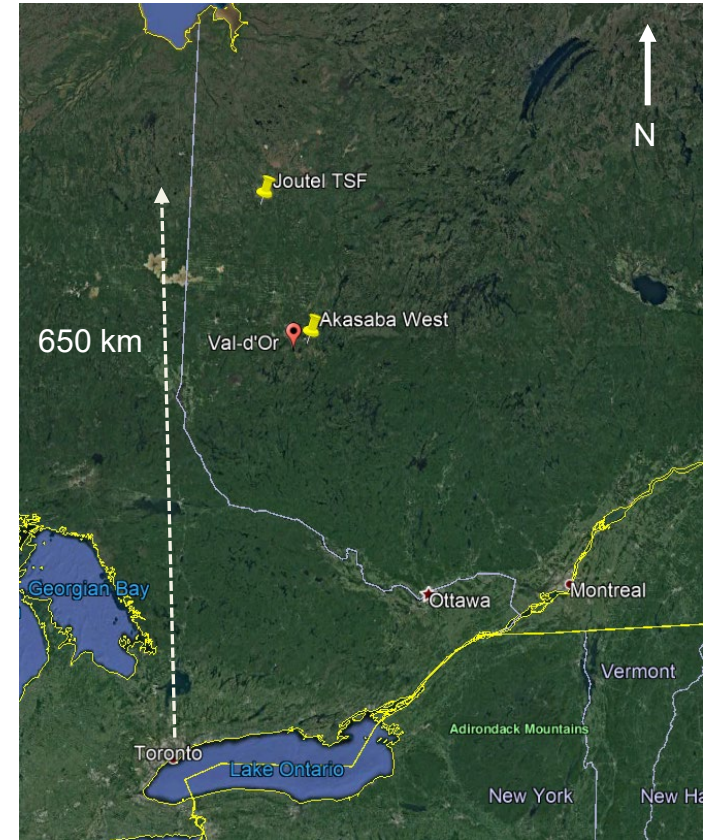 N
Joutel TSF
Akasaba West
650 km
Val-d'Or
Georgian Bay
Ottawa
Montreal
Vermont
Adirondack Mountains
Toronto
Lake Ontario
New York
New Ha